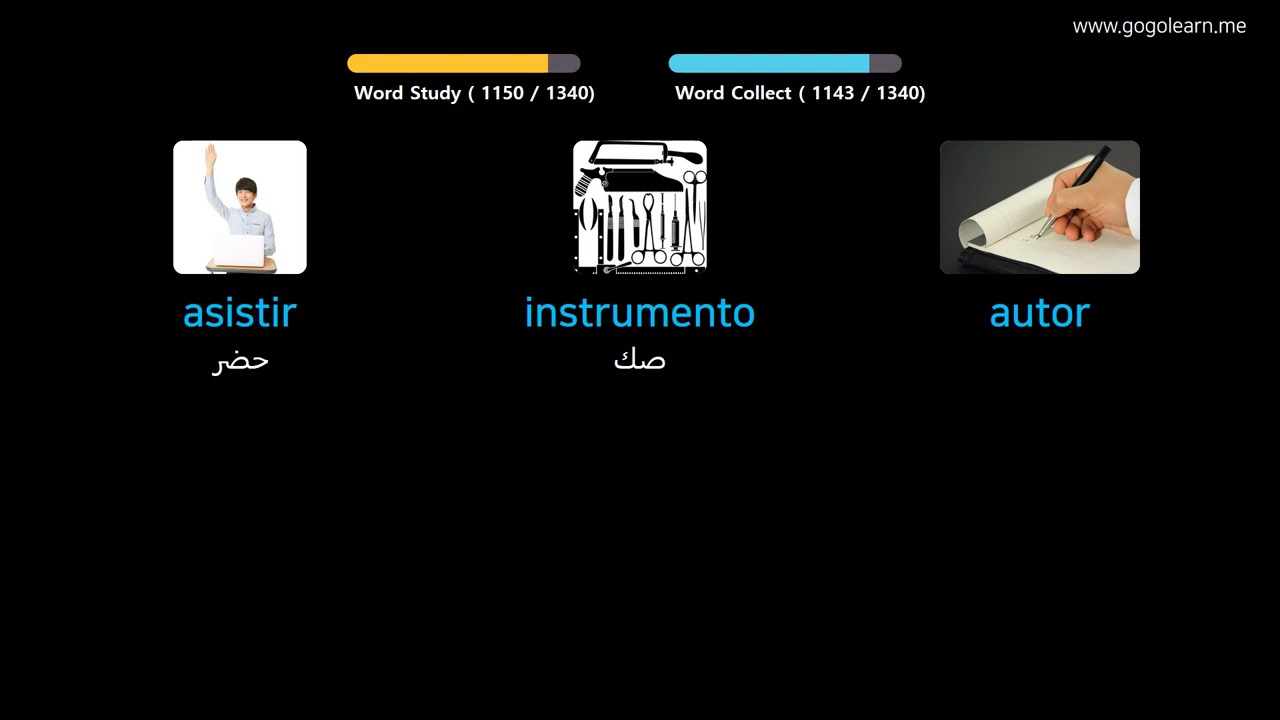 www.gogolearn.me
Word Study ( 1150 / 1340)
Word Collect ( 1143 / 1340)
asistir
instrumento
autor
حضر
صك